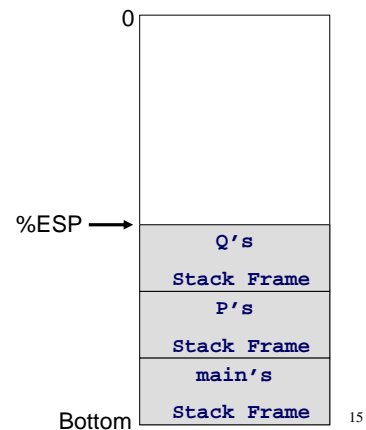 0
%ESP
Q's
Stack Frame
P's
Stack Frame
main's
Stack Frame
Bottom
15